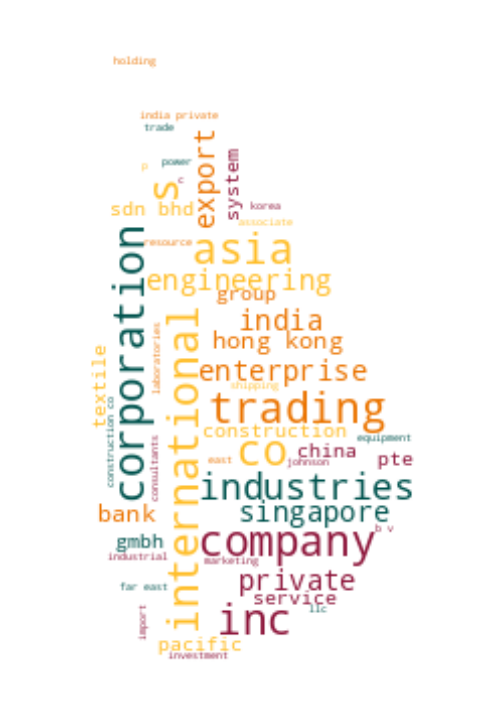 holding
india private
trade
p
power
c
s
export
system
sdn bhd
korea
associate
corporation
resource
asia
engineering
group
international
india
laboratories
hong kong
textile
enterprise
shipping
construction co
trading
construction
equipment
consultants
co
china
east
johnson
pte
industries
bank
singapore
b v
gmbh
company
industrial
marketing
private
far east
service
llc
import
inc
pacific
investment